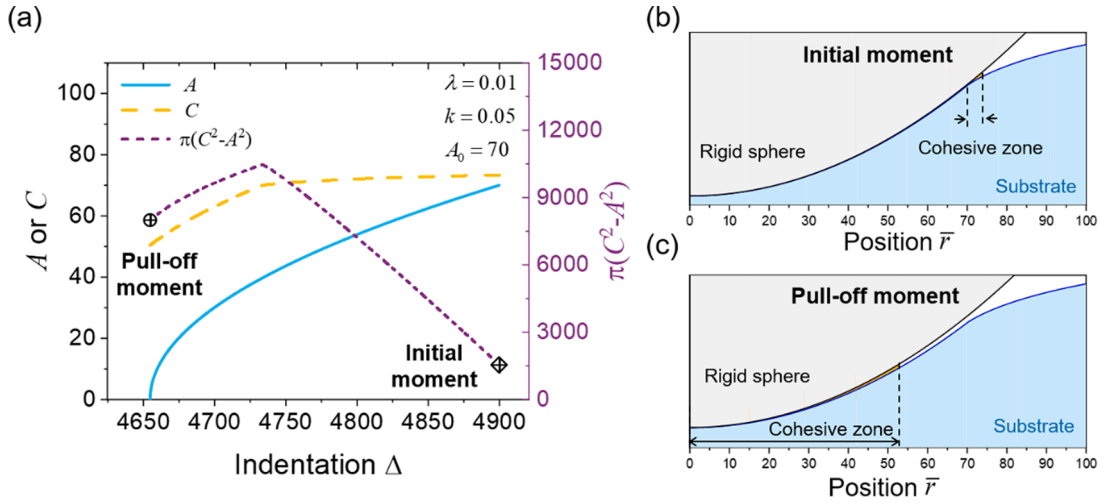 (a)
A
C
π(C²-A²)
λ = 0.01
k = 0.05
A₀ = 70
Pull-off
moment
Initial
moment
A or C
100
80
60
40
20
0
4650 4700 4750 4800 4850 4900
Indentation Δ
15000
12000
9000
6000
3000
0
π(C²-A²)
(b)
Initial moment
Rigid sphere
Cohesive zone
Substrate
0 10 20 30 40 50 60 70 80 90 100
Position r̅
(c)
Pull-off moment
Rigid sphere
Cohesive zone
Substrate
0 10 20 30 40 50 60 70 80 90 100
Position r̅